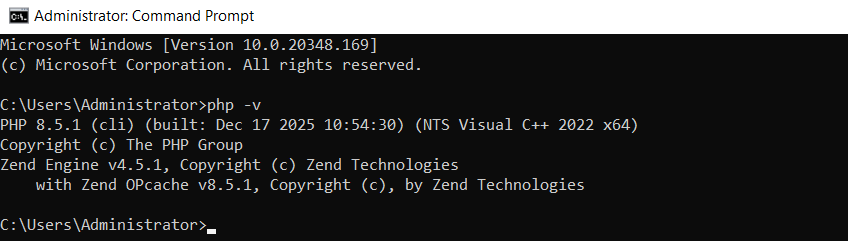 Administrator: Command Prompt
Microsoft Windows [Version 10.0.20348.169]
(c) Microsoft Corporation. All rights reserved.
C:\Users\Administrator>php -v
PHP 8.5.1 (cli) (built: Dec 17 2025 10:54:30) (NTS Visual C++ 2022 x64)
Copyright (c) The PHP Group
Zend Engine v4.5.1, Copyright (c) Zend Technologies
    with Zend OPcache v8.5.1, Copyright (c), by Zend Technologies
C:\Users\Administrator>